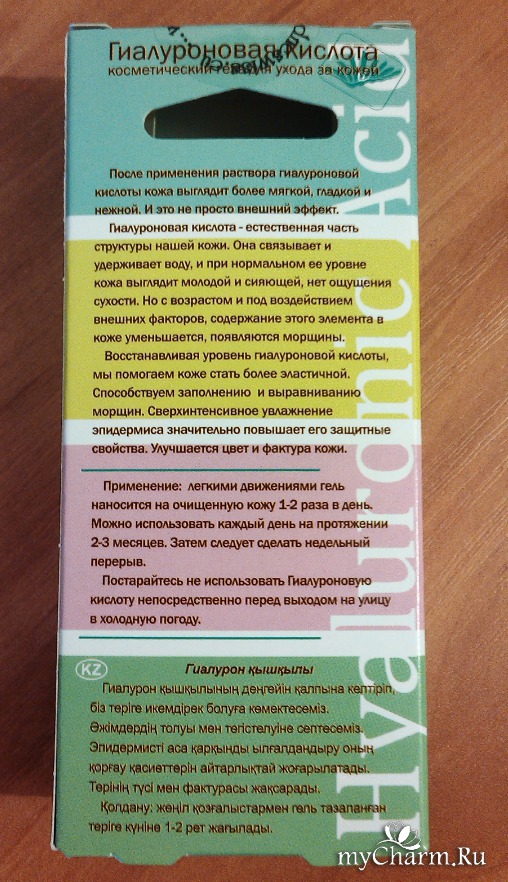 Гиалуроновая кислота
косметический гель для ухода за кожей
После применения раствора гиалуроновой
кислоты кожа выглядит более мягкой, гладкой и
нежной. И это не просто внешний эффект.
Гиалуроновая кислота - естественная часть
структуры нашей кожи. Она связывает и
удерживает воду, и при нормальном ее уровне
кожа выглядит молодой и сияющей, нет ощущения
сухости. Но с возрастом и под воздействием
внешних факторов, содержание этого элемента в
коже уменьшается, появляются морщины.
Восстанавливая уровень гиалуроновой кислоты,
мы помогаем коже стать более эластичной.
Способствуем заполнению и выравниванию
морщин. Сверхинтенсивное увлажнение
эпидермиса значительно повышает его защитные
свойства. Улучшается цвет и фактура кожи.
Применение: легкими движениями гель
наносится на очищенную кожу 1-2 раза в день.
Можно использовать каждый день на протяжении
2-3 месяцев. Затем следует сделать недельный
перерыв.
Постарайтесь не использовать Гиалуроновую
кислоту непосредственно перед выходом на улицу
в холодную погоду.
KZ
Гиалурон қышқылы
Гиалурон қышқылының деңгейін қалпына келтіріп,
біз теріге икемдірек болуға көмектесеміз.
Әжімдердің толуы мен тегістелуіне септесеміз.
Эпидермисті аса қарқынды ылғалдандыру оның
қорғау қасиеттерін айтарлықтай жоғарылатады.
Терінің түсі мен фактурасы жақсарады.
Қолдану: жеңіл қозғалыстармен гель тазаланған
теріге күніне 1-2 рет жағылады.
Hyaluronic Acid
myCharm.Ru